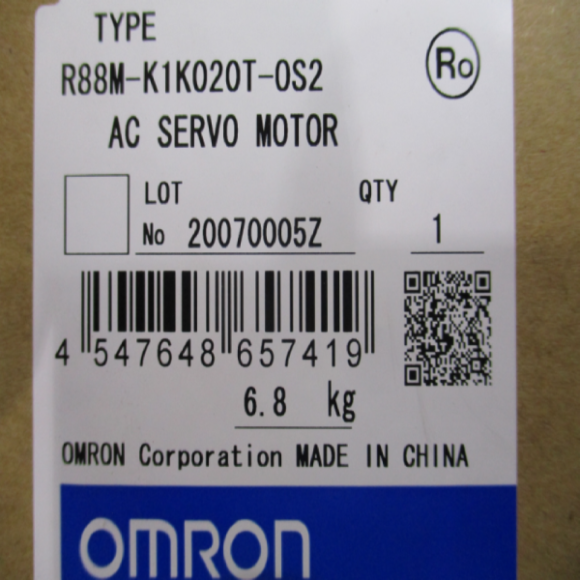 TYPE
R88M-K1K020T-OS2
Ro
AC SERVO MOTOR
LOT
QTY
No 20070005Z
1
4 547648 657419
6.8 kg
OMRON Corporation MADE IN CHINA
OMRON